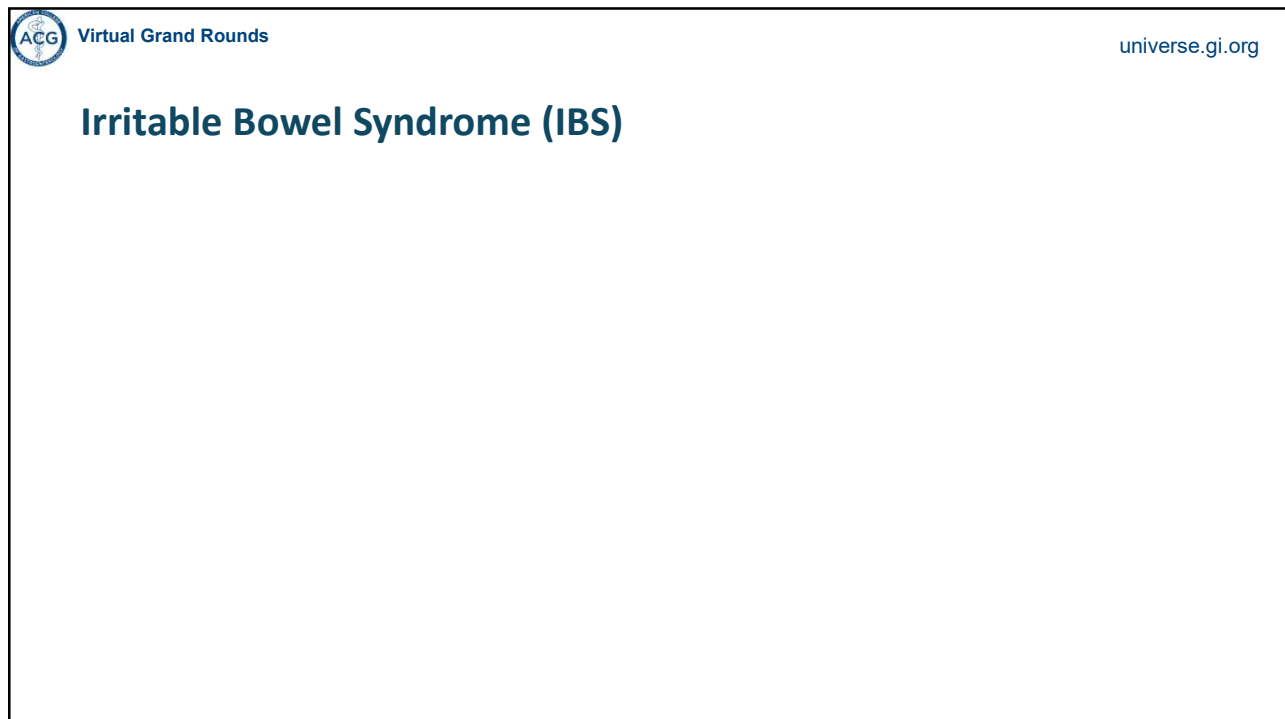 ACG
Virtual Grand Rounds
universe.gi.org
Irritable Bowel Syndrome (IBS)